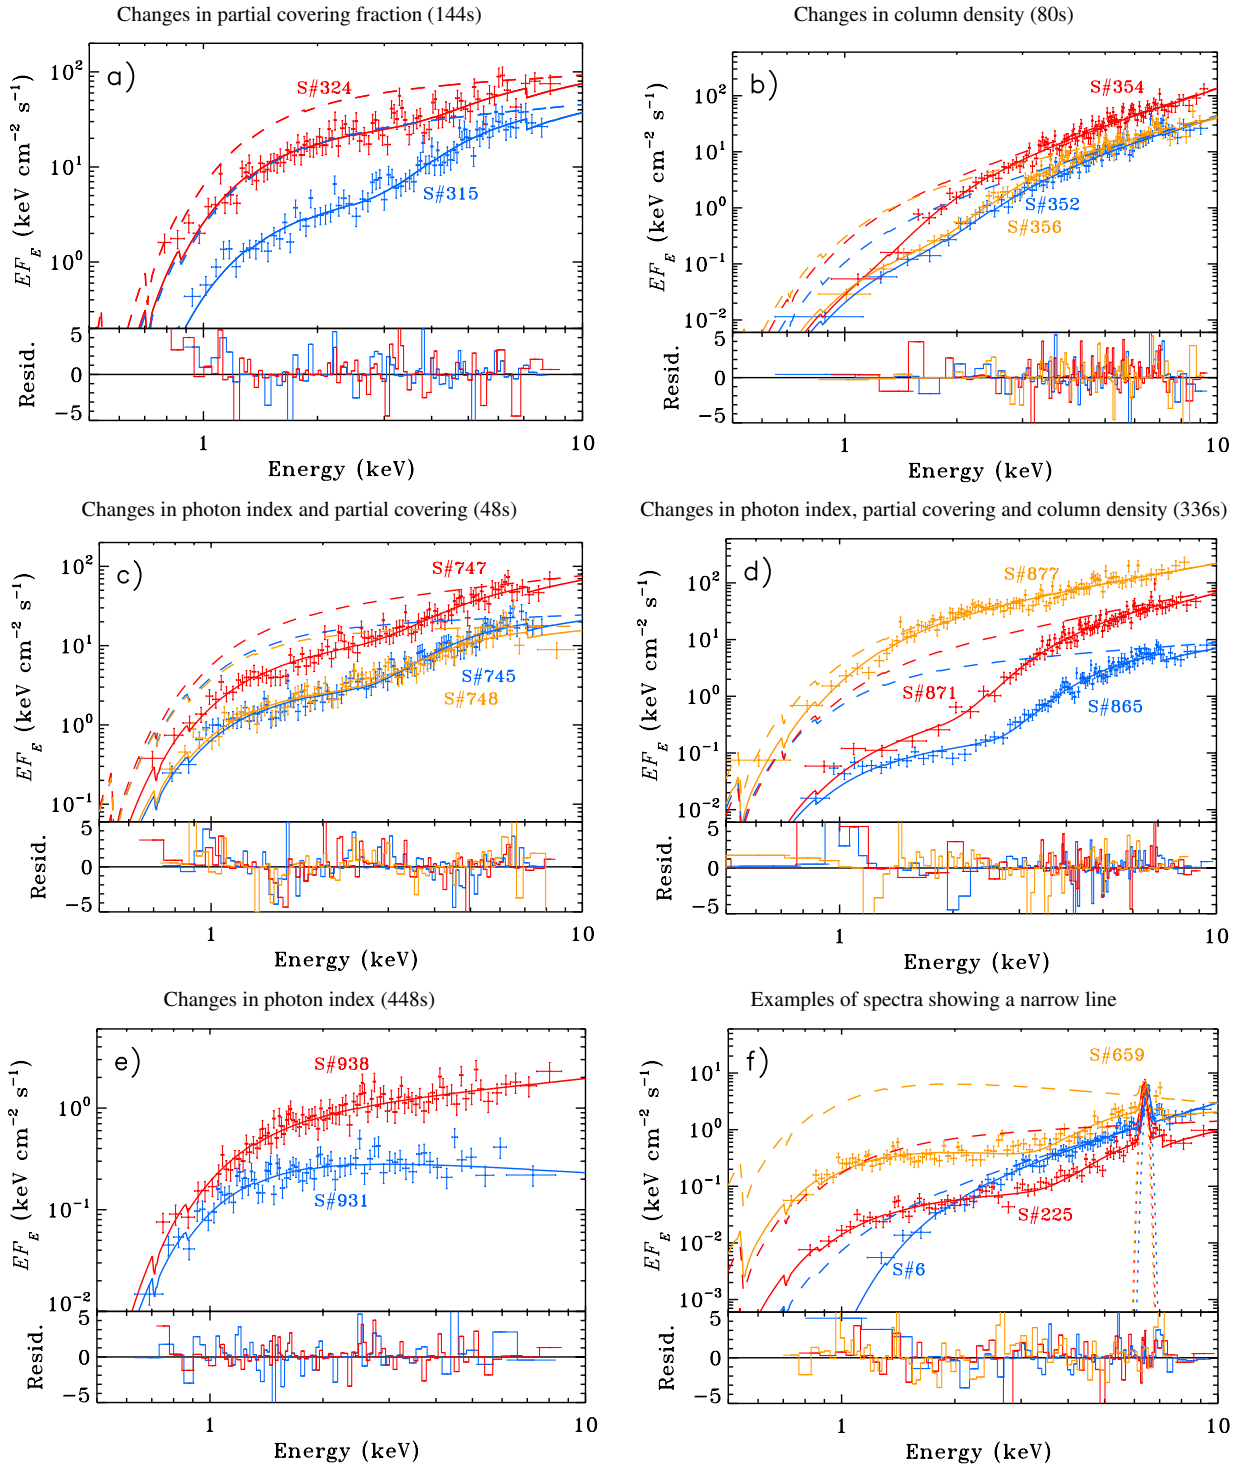 Changes in partial covering fraction (144s)
Changes in column density (80s)
a)
S#324
S#315
EF_E (keV cm⁻² s⁻¹)
10²
10¹
10⁰
Resid.
5
0
−5
1
10
Energy (keV)
b)
S#354
S#352
S#356
EF_E (keV cm⁻² s⁻¹)
10²
10¹
10⁰
10⁻¹
10⁻²
Resid.
5
0
−5
1
10
Energy (keV)
Changes in photon index and partial covering (48s)
Changes in photon index, partial covering and column density (336s)
c)
S#747
S#745
S#748
EF_E (keV cm⁻² s⁻¹)
10²
10¹
10⁰
10⁻¹
Resid.
5
0
−5
1
10
Energy (keV)
d)
S#877
S#871
S#865
EF_E (keV cm⁻² s⁻¹)
10²
10¹
10⁰
10⁻¹
10⁻²
Resid.
5
0
−5
1
10
Energy (keV)
Changes in photon index (448s)
Examples of spectra showing a narrow line
e)
S#938
S#931
EF_E (keV cm⁻² s⁻¹)
10⁰
10⁻¹
10⁻²
Resid.
5
0
−5
1
10
Energy (keV)
f)
S#659
S#225
S#6
EF_E (keV cm⁻² s⁻¹)
10¹
10⁰
10⁻¹
10⁻²
10⁻³
Resid.
5
0
−5
1
10
Energy (keV)